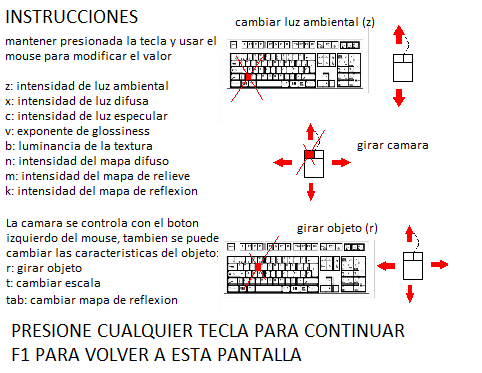 INSTRUCCIONES
mantener presionada la tecla y usar el
mouse para modificar el valor
z: intensidad de luz ambiental
x: intensidad de luz difusa
c: intensidad de luz especular
v: exponente de glossiness
b: luminancia de la textura
n: intensidad del mapa difuso
m: intensidad del mapa de relieve
k: intensidad del mapa de reflexion
La camara se controla con el boton
izquierdo del mouse, tambien se puede
cambiar las caracteristicas del objeto:
r: girar objeto
t: cambiar escala
tab: cambiar mapa de reflexion
cambiar luz ambiental (z)
girar camara
girar objeto (r)
PRESIONE CUALQUIER TECLA PARA CONTINUAR
F1 PARA VOLVER A ESTA PANTALLA